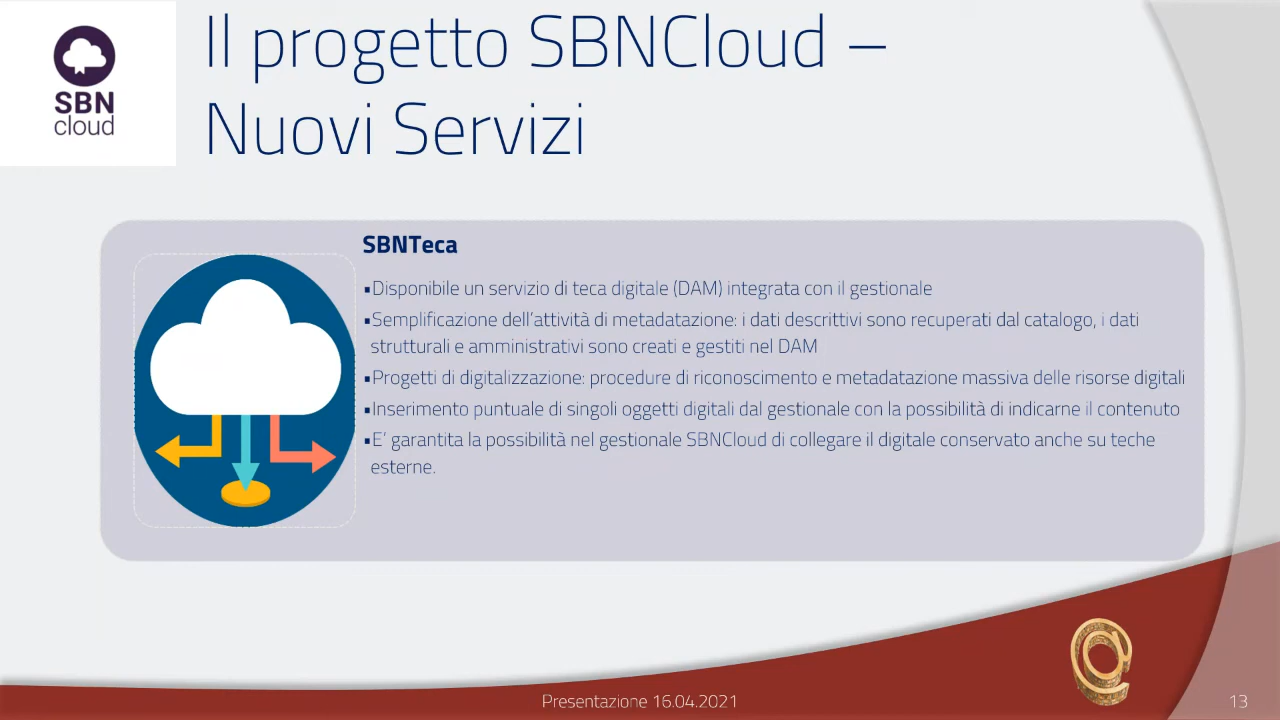 SBN
cloud
Il progetto SBNCloud –
Nuovi Servizi
SBNTeca
▪Disponibile un servizio di teca digitale (DAM) integrata con il gestionale
▪Semplificazione dell'attività di metadatazione: i dati descrittivi sono recuperati dal catalogo, i dati
strutturali e amministrativi sono creati e gestiti nel DAM
▪Progetti di digitalizzazione: procedure di riconoscimento e metadatazione massiva delle risorse digitali
▪Inserimento puntuale di singoli oggetti digitali dal gestionale con la possibilità di indicarne il contenuto
▪E' garantita la possibilità nel gestionale SBNCloud di collegare il digitale conservato anche su teche
esterne.
@
Presentazione 16.04.2021
13